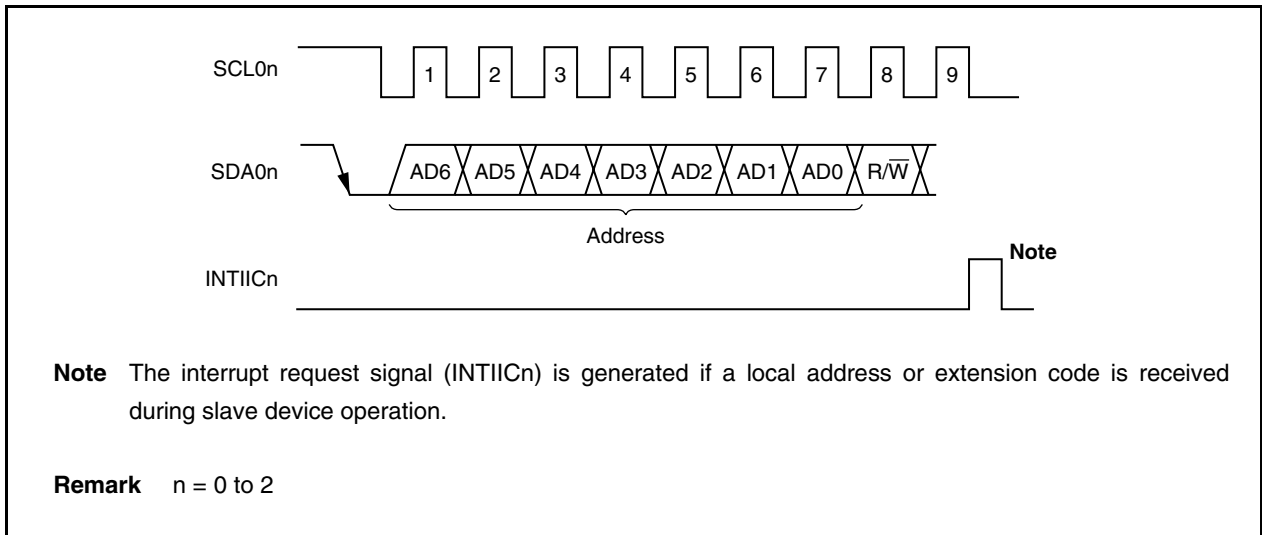 SCL0n
1 2 3 4 5 6 7 8 9
SDA0n
AD6 AD5 AD4 AD3 AD2 AD1 AD0 R/W̅
Address
INTIICn
Note
Note The interrupt request signal (INTIICn) is generated if a local address or extension code is received
during slave device operation.
Remark n = 0 to 2